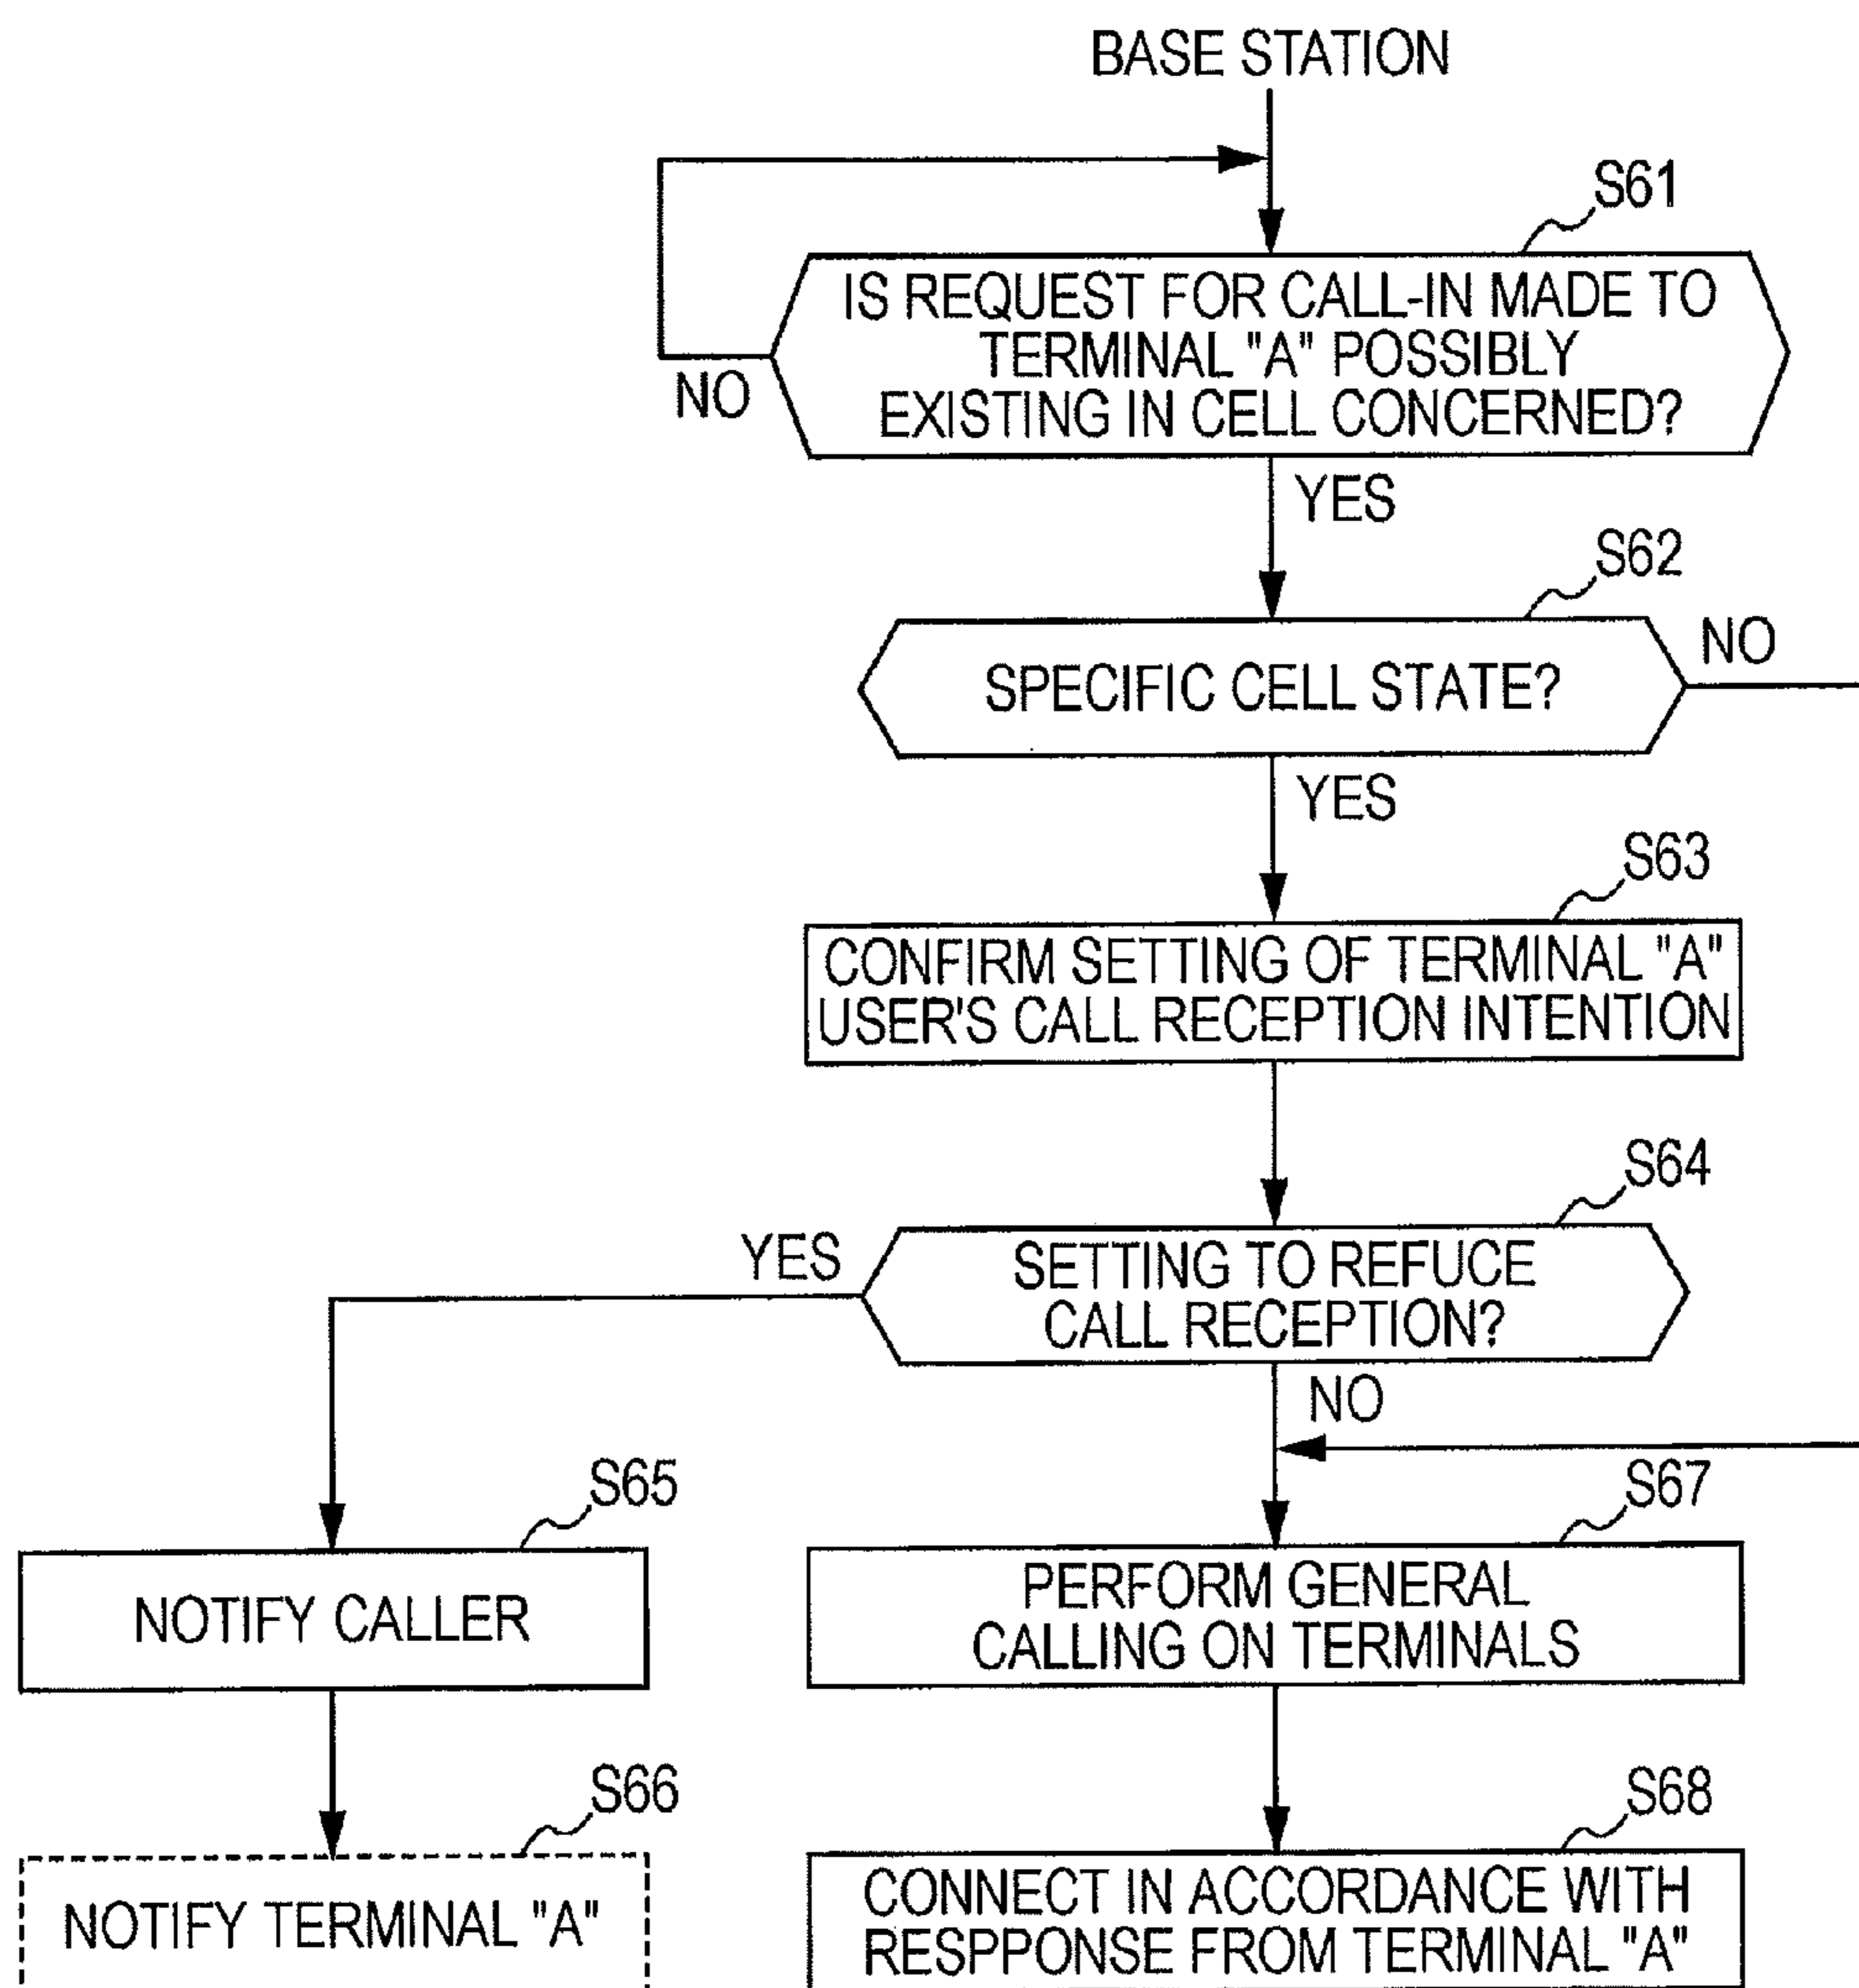 BASE STATION
S61
IS REQUEST FOR CALL-IN MADE TO
TERMINAL "A" POSSIBLY
EXISTING IN CELL CONCERNED?
NO
YES
S62
SPECIFIC CELL STATE?
NO
YES
S63
CONFIRM SETTING OF TERMINAL "A"
USER'S CALL RECEPTION INTENTION
S64
SETTING TO REFUCE
CALL RECEPTION?
YES
NO
S65
NOTIFY CALLER
S67
PERFORM GENERAL
CALLING ON TERMINALS
S66
NOTIFY TERMINAL "A"
S68
CONNECT IN ACCORDANCE WITH
RESPPONSE FROM TERMINAL "A"